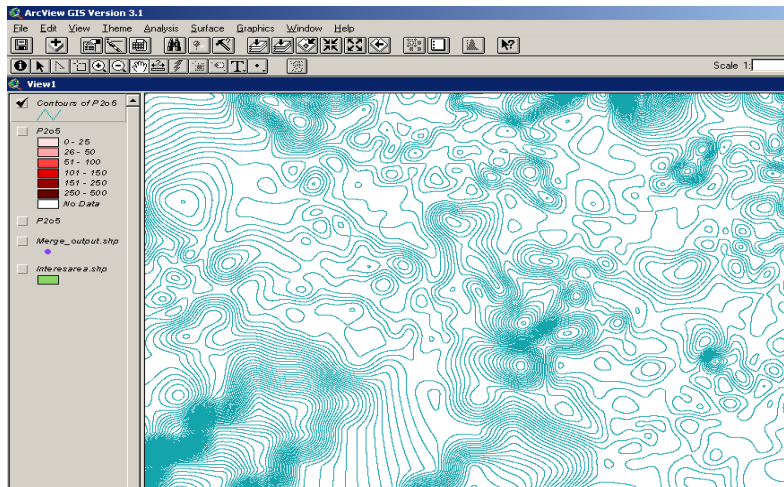 ArcView GIS Version 3.1
File Edit View Theme Analysis Surface Graphics Window Help
Scale 1:
View1
Contours of P2o5
P2o5
0 - 25
26 - 50
51 - 100
101 - 150
151 - 250
250 - 500
No Data
P2o5
Merge_output.shp
Interesarea.shp